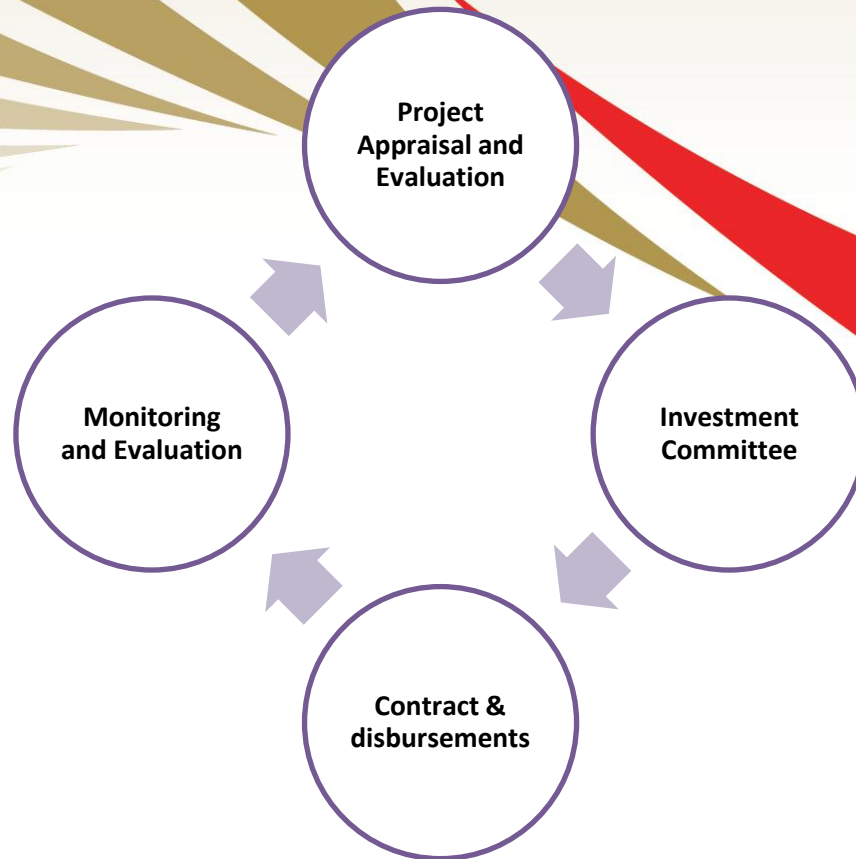 Project
Appraisal and
Evaluation
Investment
Committee
Contract &
disbursements
Monitoring
and Evaluation